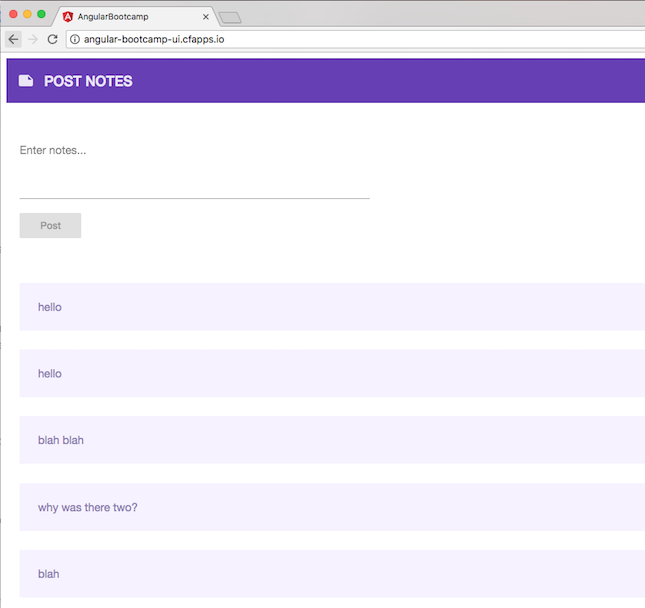 AngularBootcamp
angular-bootcamp-ui.cfapps.io
POST NOTES
Enter notes...
Post
hello
hello
blah blah
why was there two?
blah